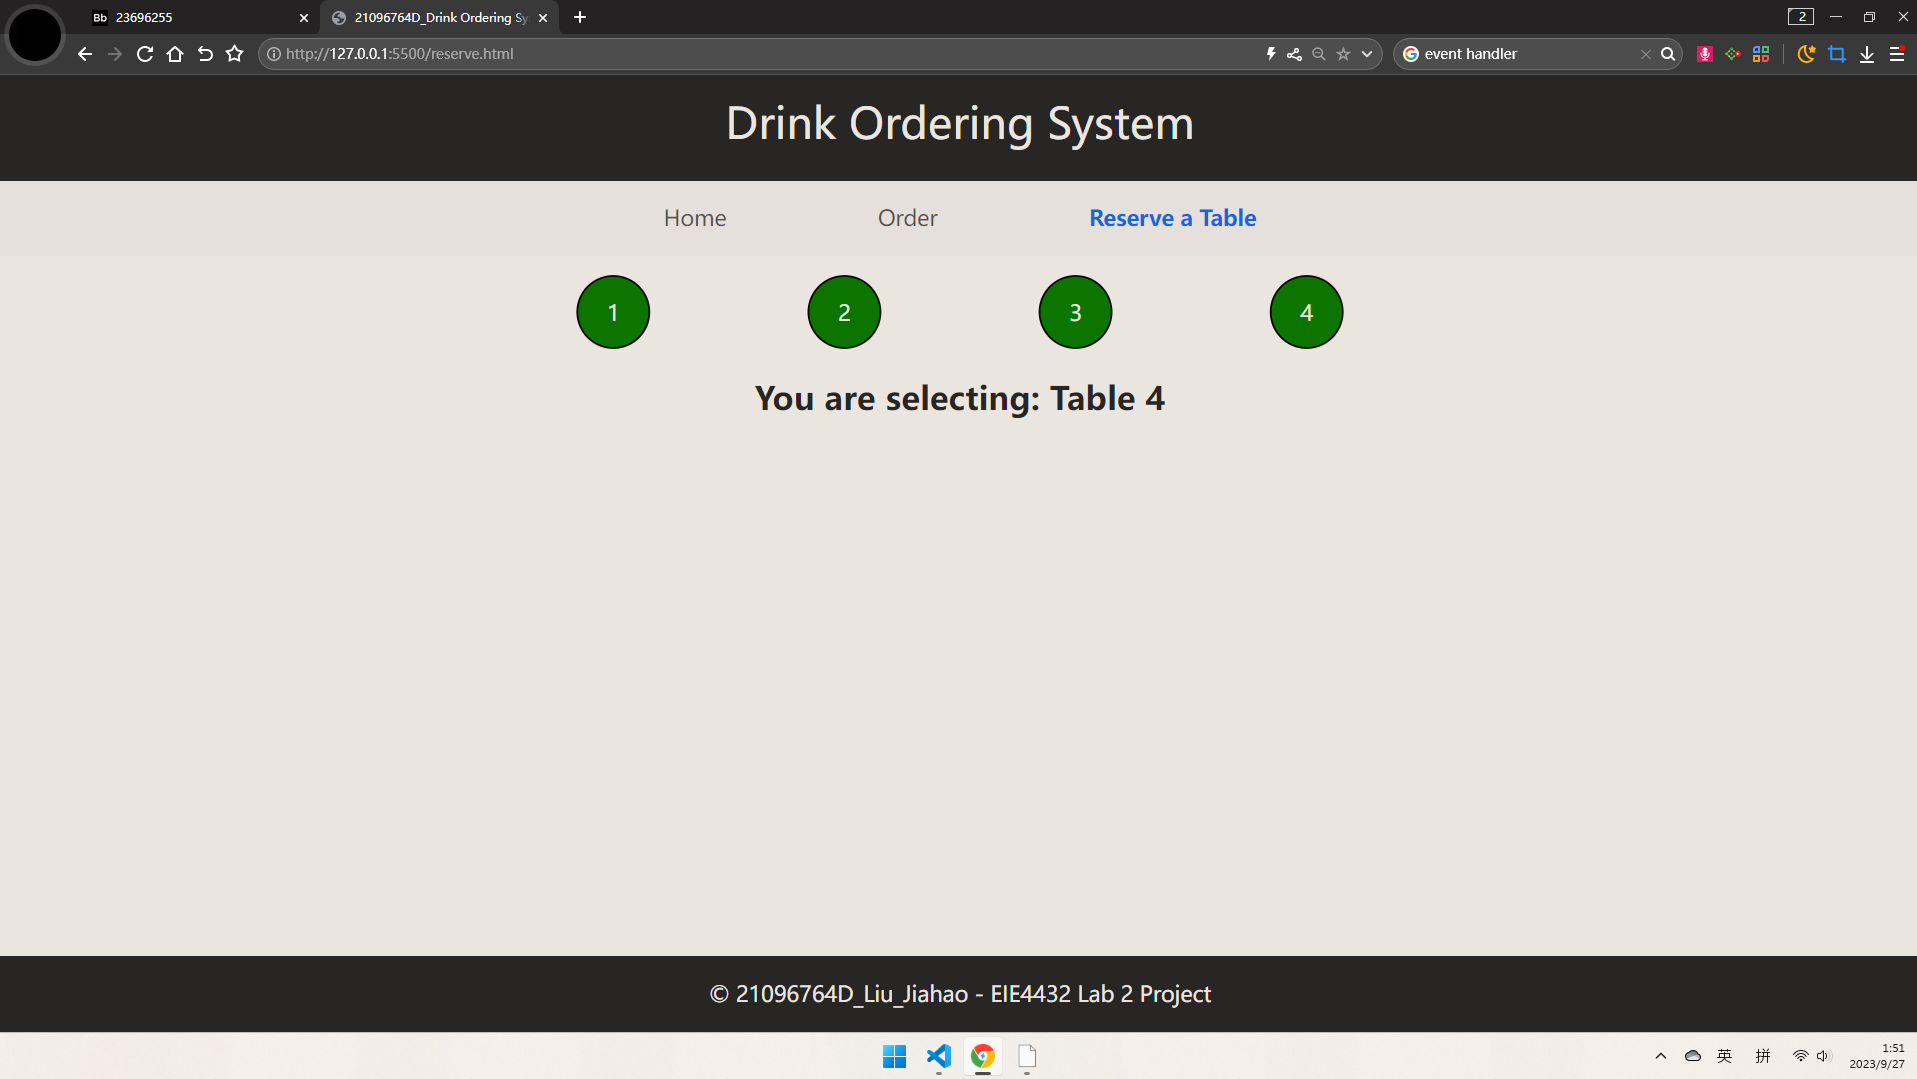 Bb 23696255
21096764D_Drink Ordering Sy
2
http://127.0.0.1:5500/reserve.html
event handler
Drink Ordering System
Home Order Reserve a Table
1 2 3 4
You are selecting: Table 4
© 21096764D_Liu_Jiahao - EIE4432 Lab 2 Project
英 拼
1:51
2023/9/27